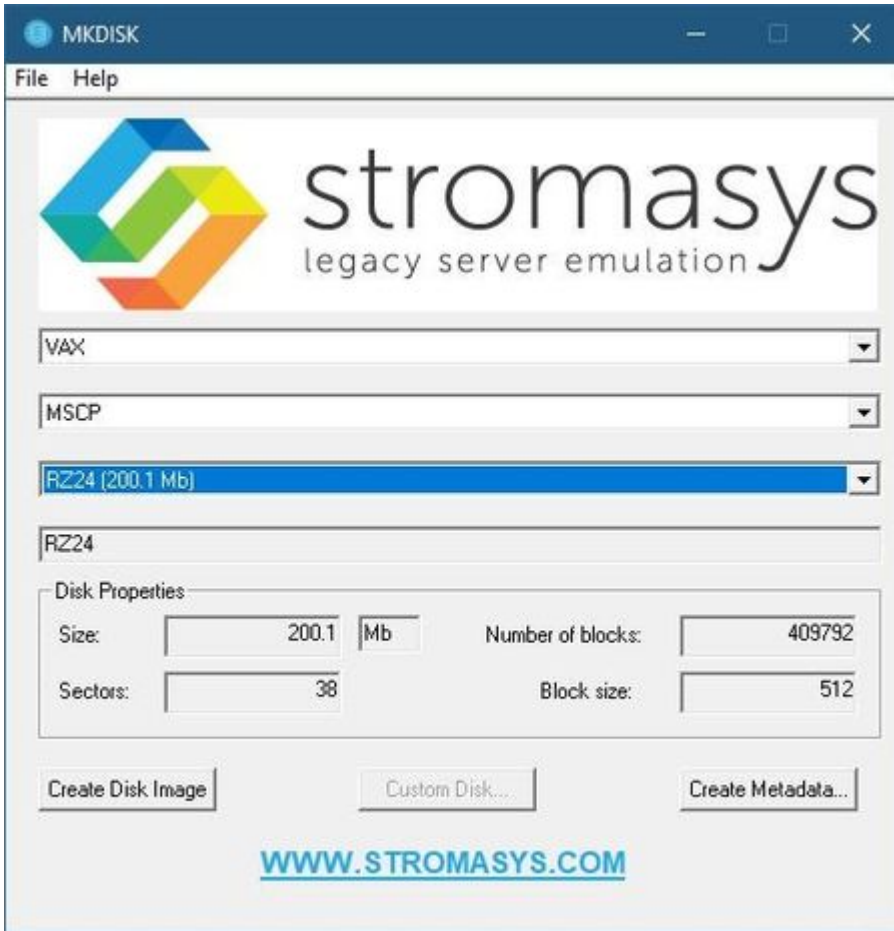 MKDISK
File Help
stromasys
legacy server emulation
VAX
MSCP
RZ24 (200.1 Mb)
RZ24
Disk Properties
Size: 200.1 Mb Number of blocks: 409792
Sectors: 38 Block size: 512
Create Disk Image Custom Disk... Create Metadata...
WWW.STROMASYS.COM